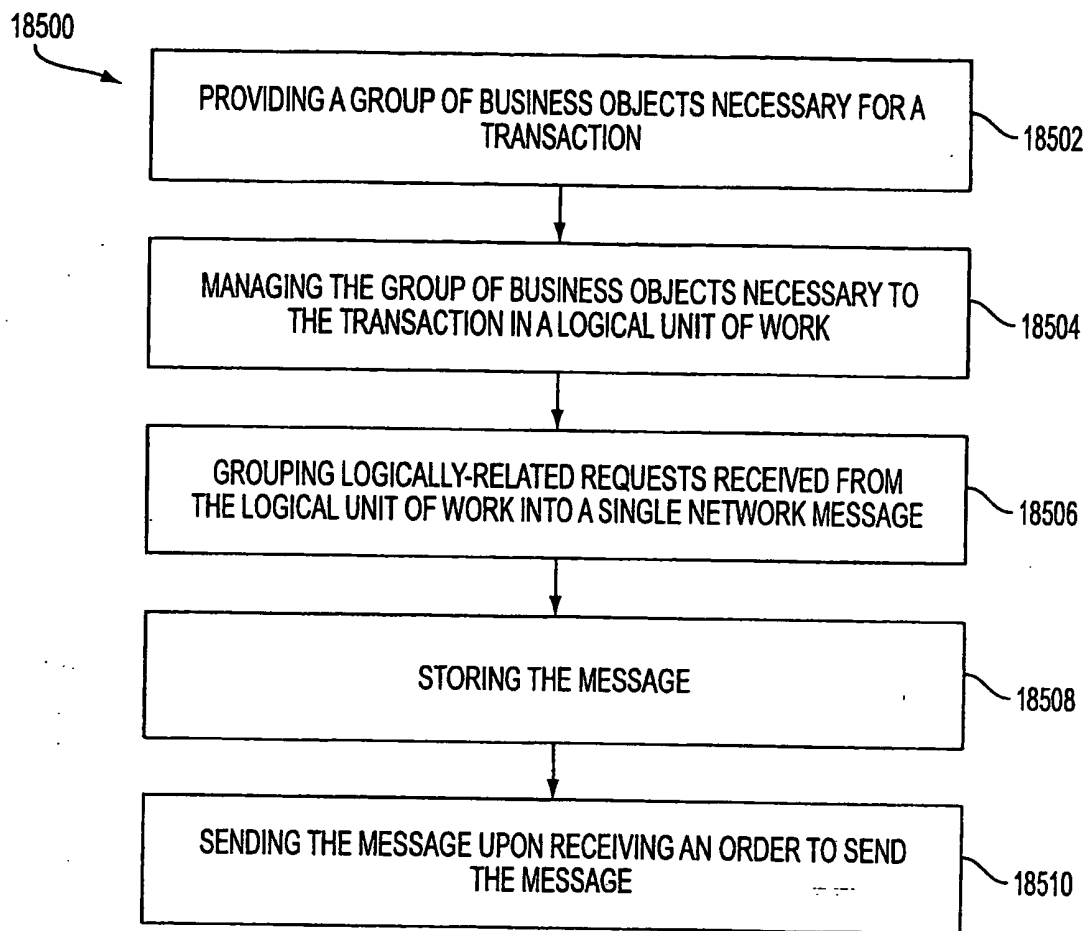 18500
PROVIDING A GROUP OF BUSINESS OBJECTS NECESSARY FOR A
TRANSACTION
18502
MANAGING THE GROUP OF BUSINESS OBJECTS NECESSARY TO
THE TRANSACTION IN A LOGICAL UNIT OF WORK
18504
GROUPING LOGICALLY-RELATED REQUESTS RECEIVED FROM
THE LOGICAL UNIT OF WORK INTO A SINGLE NETWORK MESSAGE
18506
STORING THE MESSAGE
18508
SENDING THE MESSAGE UPON RECEIVING AN ORDER TO SEND
THE MESSAGE
18510